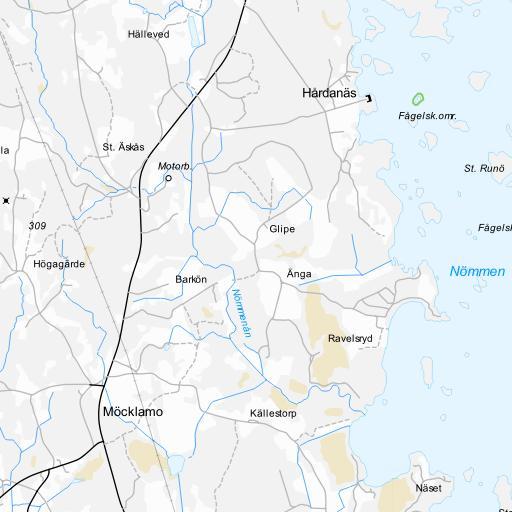 Hälleved
Hårdanäs
Fågelsk.omr.
St. Äskås
la
Motorb.
St. Runö
309
Glipe
Fågelsk
Högagärde
Barkön
Änga
Nömmen
Nömmenån
Ravelsryd
Möcklamo
Källestorp
Näset